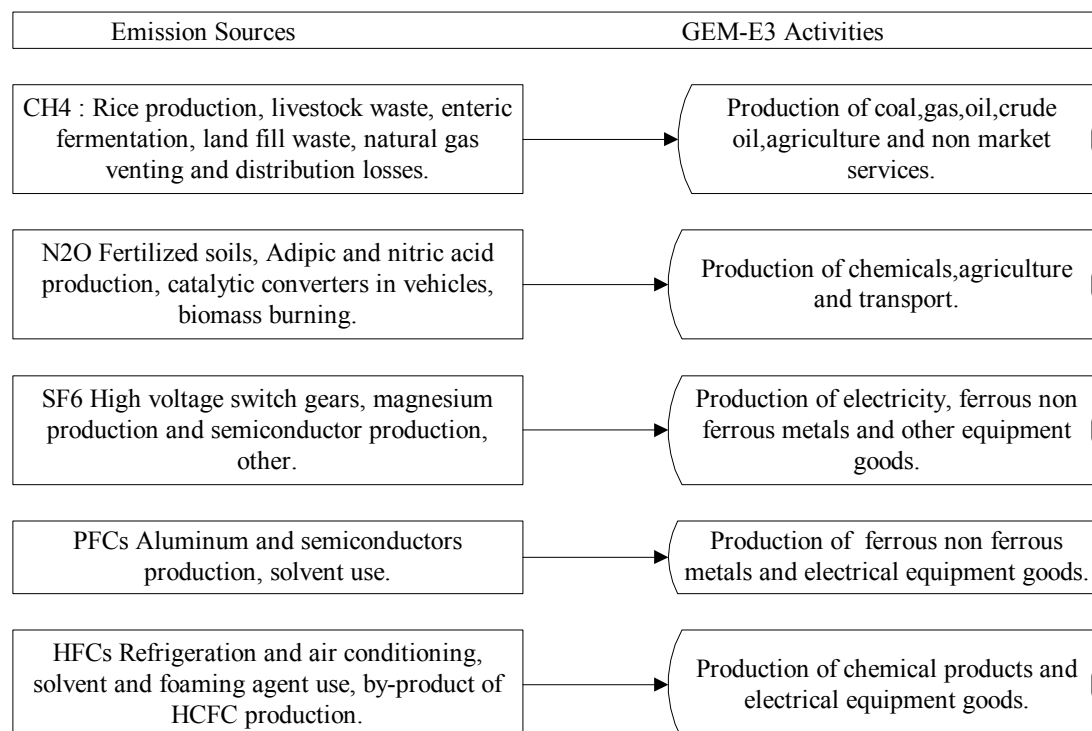 Emission Sources GEM-E3 Activities
CH4 : Rice production, livestock waste, enteric
fermentation, land fill waste, natural gas
venting and distribution losses.
Production of coal,gas,oil,crude
oil,agriculture and non market
services.
N2O Fertilized soils, Adipic and nitric acid
production, catalytic converters in vehicles,
biomass burning.
Production of chemicals,agriculture
and transport.
SF6 High voltage switch gears, magnesium
production and semiconductor production,
other.
Production of electricity, ferrous non
ferrous metals and other equipment
goods.
PFCs Aluminum and semiconductors
production, solvent use.
Production of  ferrous non ferrous
metals and electrical equipment goods.
HFCs Refrigeration and air conditioning,
solvent and foaming agent use, by-product of
HCFC production.
Production of chemical products and
electrical equipment goods.